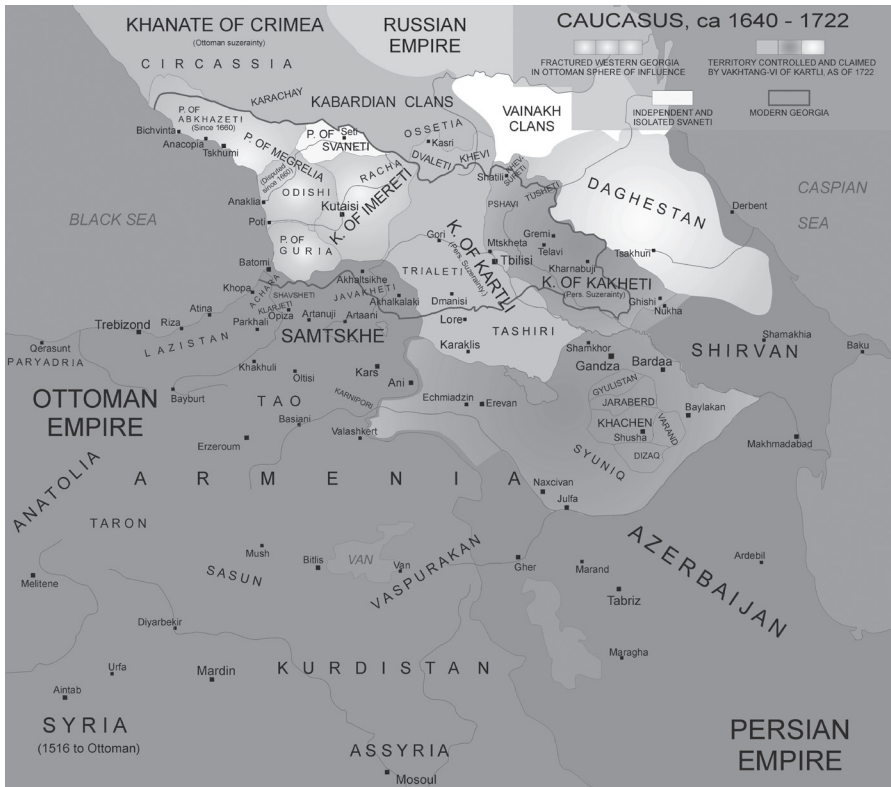 KHANATE OF CRIMEA
(Ottoman suzerainty)
RUSSIAN
EMPIRE
CAUCASUS, ca 1640 - 1722
FRACTURED WESTERN GEORGIA
IN OTTOMAN SPHERE OF INFLUENCE
TERRITORY CONTROLLED AND CLAIMED
BY VAKHTANG-VI OF KARTLI, AS OF 1722
INDEPENDENT AND
ISOLATED SVANETI
MODERN GEORGIA
CIRCASSIA
KARACHAY
KABARDIAN CLANS
VAINAKH
CLANS
P. OF
ABKHAZETI
(Since 1660)
Bichvinta
Anacopia
Tskhumi
P. OF MEGRELIA
(Disputed
since 1660)
P. OF
SVANETI
Seti
OSSETIA
Kasri
DVALETI
KHEVI
KHEV-
SURETI
Shatili
TUSHETI
PSHAVI
RACHA
ODISHI
Anaklia
Kutaisi
K. OF IMERETI
Poti
P. OF
GURIA
DAGHESTAN
Derbent
CASPIAN
SEA
BLACK SEA
Gori
K. OF KARTLI
(Pers. Suzerainty)
Mtskheta
Tbilisi
Gremi
Telavi
Kharnabuji
Tsakhuri
K. OF KAKHETI
(Pers. Suzerainty)
Ghishi
Nukha
Batomi
Khopa
ACHARA
SHAVSHETI
KLARJETI
Opiza
Akhaltsikhe
JAVAKHETI
Akhalkalaki
TRIALETI
Dmanisi
Atina
Riza
Trebizond
Parkhali
Artanuji
Artaani
SAMTSKHE
Lore
TASHIRI
Karaklis
LAZISTAN
Qerasunt
PARYADRIA
Khakhuli
Oltisi
Kars
Ani
KARNIPORI
Shamkhor
Gandza
Bardaa
SHIRVAN
Shamakhia
Baku
OTTOMAN
EMPIRE
Bayburt
TAO
Basiani
Erzeroum
Valashkert
Echmiadzin
Erevan
GYULISTAN
JARABERD
KHACHEN
Shusha
VARAND
DIZAQ
Baylakan
Makhmadabad
SYUNIQ
ANATOLIA
ARMENIA
Naxcivan
Julfa
TARON
Mush
SASUN
Bitlis
VAN
Van
VASPURAKAN
Gher
Marand
AZERBAIJAN
Ardebil
Melitene
Tabriz
Diyarbekir
Maragha
Urfa
Mardin
KURDISTAN
Aintab
SYRIA
(1516 to Ottoman)
ASSYRIA
Mosoul
PERSIAN
EMPIRE